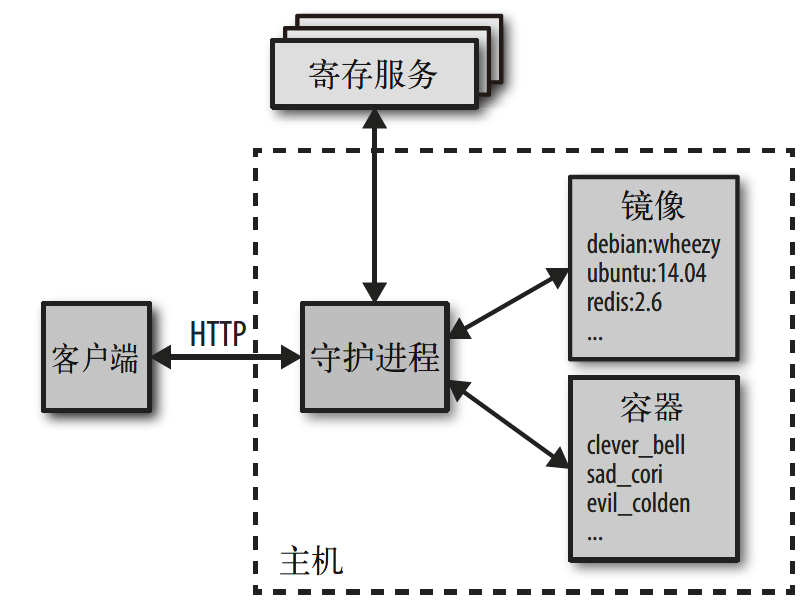 寄存服务
镜像
debian:wheezy
ubuntu:14.04
redis:2.6
...
HTTP
客户端
守护进程
容器
clever_bell
sad_cori
evil_colden
...
主机